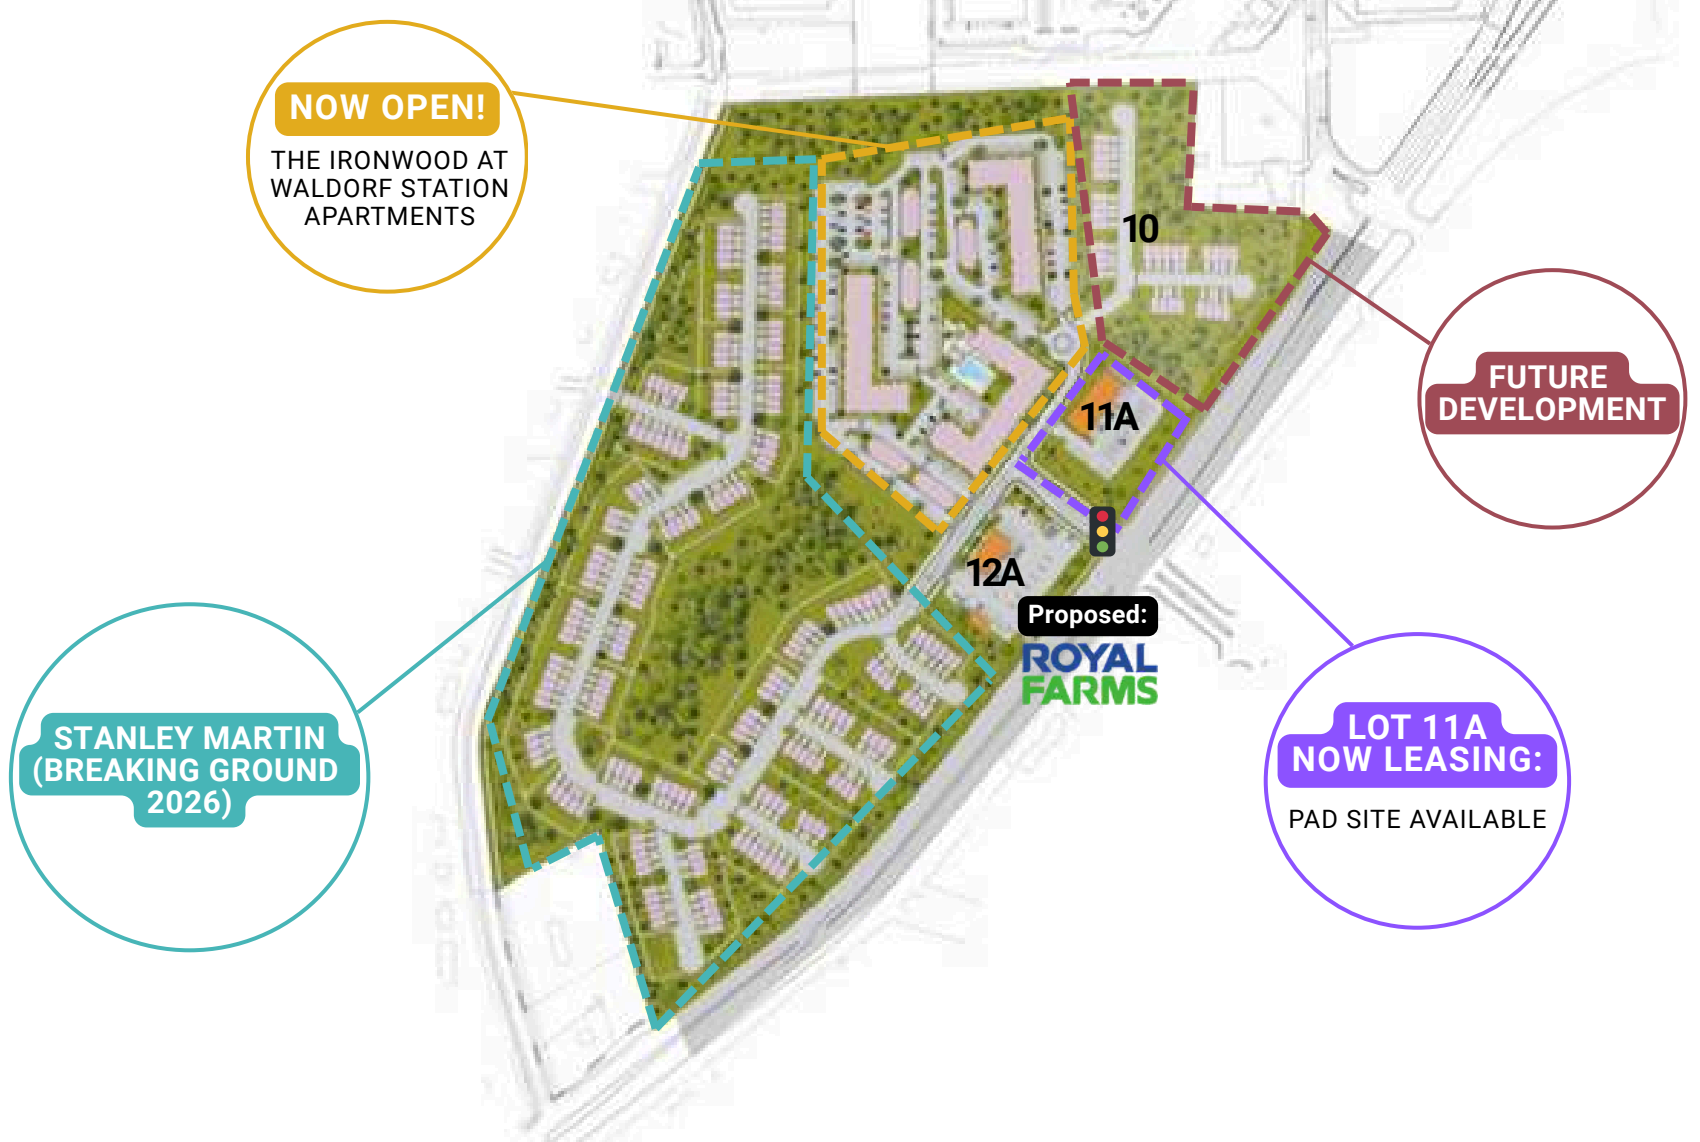 NOW OPEN!
THE IRONWOOD AT
WALDORF STATION
APARTMENTS
10
FUTURE
DEVELOPMENT
11A
12A
Proposed:
ROYAL
FARMS
STANLEY MARTIN
(BREAKING GROUND
2026)
LOT 11A
NOW LEASING:
PAD SITE AVAILABLE